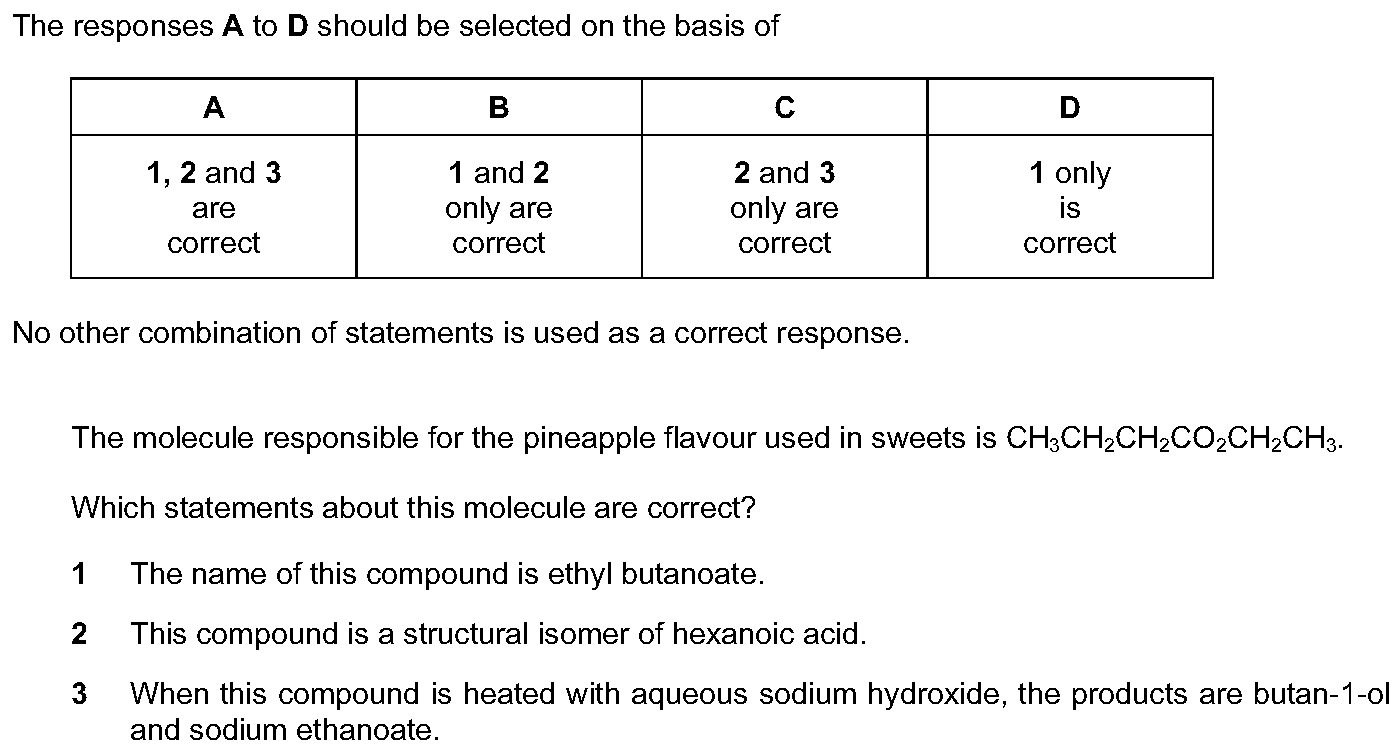 The responses A to D should be selected on the basis of
A B C D
1, 2 and 3 1 and 2 2 and 3 1 only
are only are only are is
correct correct correct correct
No other combination of statements is used as a correct response.
The molecule responsible for the pineapple flavour used in sweets is CH₃CH₂CH₂CO₂CH₂CH₃.
Which statements about this molecule are correct?
1 The name of this compound is ethyl butanoate.
2 This compound is a structural isomer of hexanoic acid.
3 When this compound is heated with aqueous sodium hydroxide, the products are butan-1-ol
and sodium ethanoate.